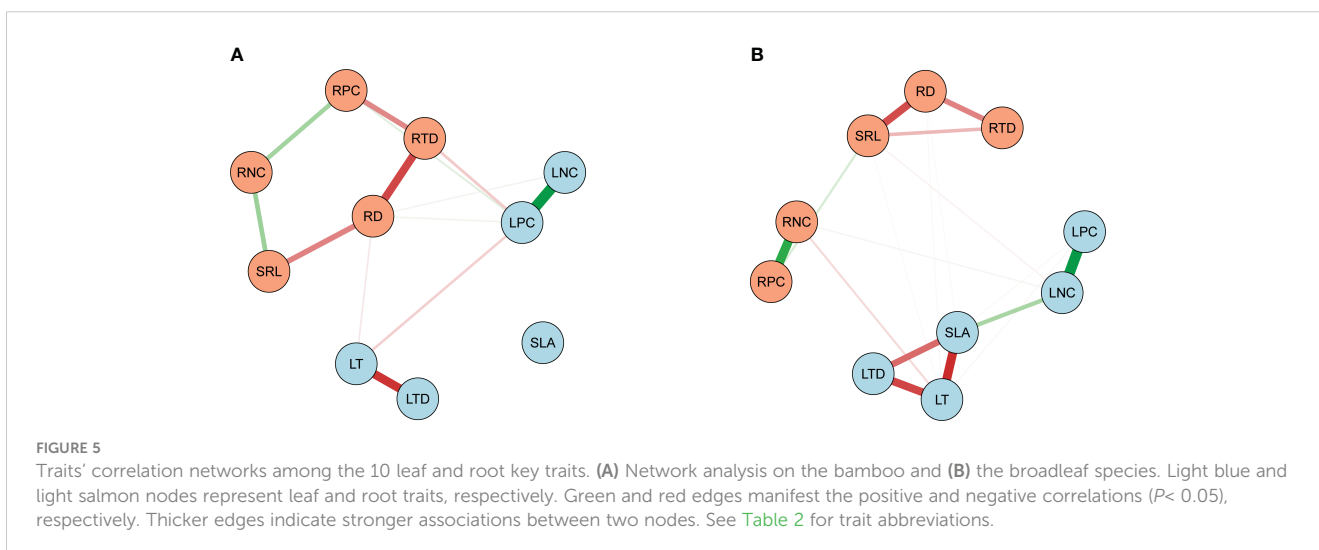 A
B
RPC
RTD
RNC
LNC
RD
LPC
SRL
SLA
LT
LTD
RD
SRL
RTD
RNC
LPC
RPC
LNC
SLA
LTD
LT
FIGURE 5
Traits' correlation networks among the 10 leaf and root key traits. (A) Network analysis on the bamboo and (B) the broadleaf species. Light blue and
light salmon nodes represent leaf and root traits, respectively. Green and red edges manifest the positive and negative correlations (P< 0.05),
respectively. Thicker edges indicate stronger associations between two nodes. See Table 2 for trait abbreviations.